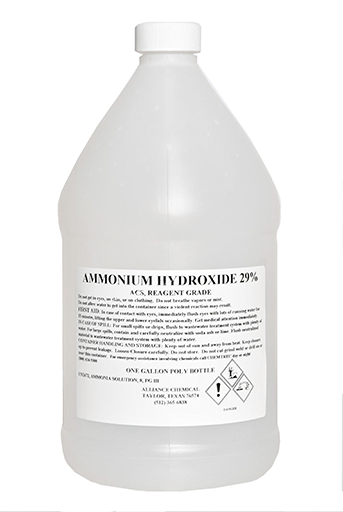 AMMONIUM HYDROXIDE 29%
ACS, REAGENT GRADE
Do not get in eyes, on skin, or on clothing. Do not breathe vapors or mist.
Do not allow water to get into the container since a violent reaction may result.
FIRST AID: In case of contact with eyes, immediately flush eyes with lots of running water for
15 minutes, lifting the upper and lower eyelids occasionally. Get medical attention immediately
IN CASE OF SPILL: For small spills or drips, flush to wastewater treatment system with plenty of
water. For large spills, contain and carefully neutralize with soda ash or lime. Flush neutralized
material to wastewater treatment system with plenty of water.
CONTAINER HANDLING AND STORAGE: Keep out of sun and away from heat. Keep closure
up to prevent leakage. Loosen Closure carefully. Do not store. Do not cut grind weld or drill on or
near this container. For emergency assistance involving chemicals call CHEMTREC day or night
UN2672, AMMONIA SOLUTION, 8, PG III
ONE GALLON POLY BOTTLE
ALLIANCE CHEMICAL
TAYLOR, TEXAS 76574
(512) 365-6838
DANGER